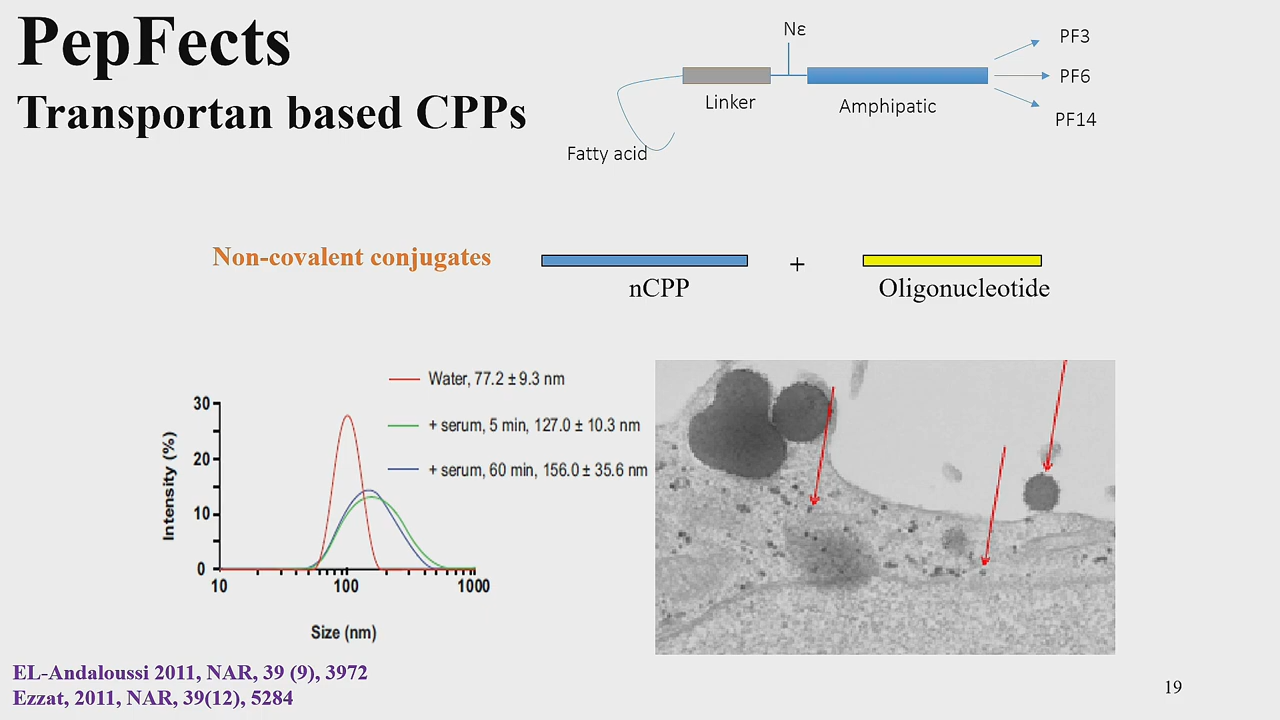 PepFects
Transportan based CPPs
Nε
Linker
Amphipatic
Fatty acid
PF3
PF6
PF14
Non-covalent conjugates
nCPP
+
Oligonucleotide
Water, 77.2 ± 9.3 nm
+ serum, 5 min, 127.0 ± 10.3 nm
+ serum, 60 min, 156.0 ± 35.6 nm
Intensity (%)
30
20
10
0
10 100 1000
Size (nm)
EL-Andaloussi 2011, NAR, 39 (9), 3972
Ezzat, 2011, NAR, 39(12), 5284
19